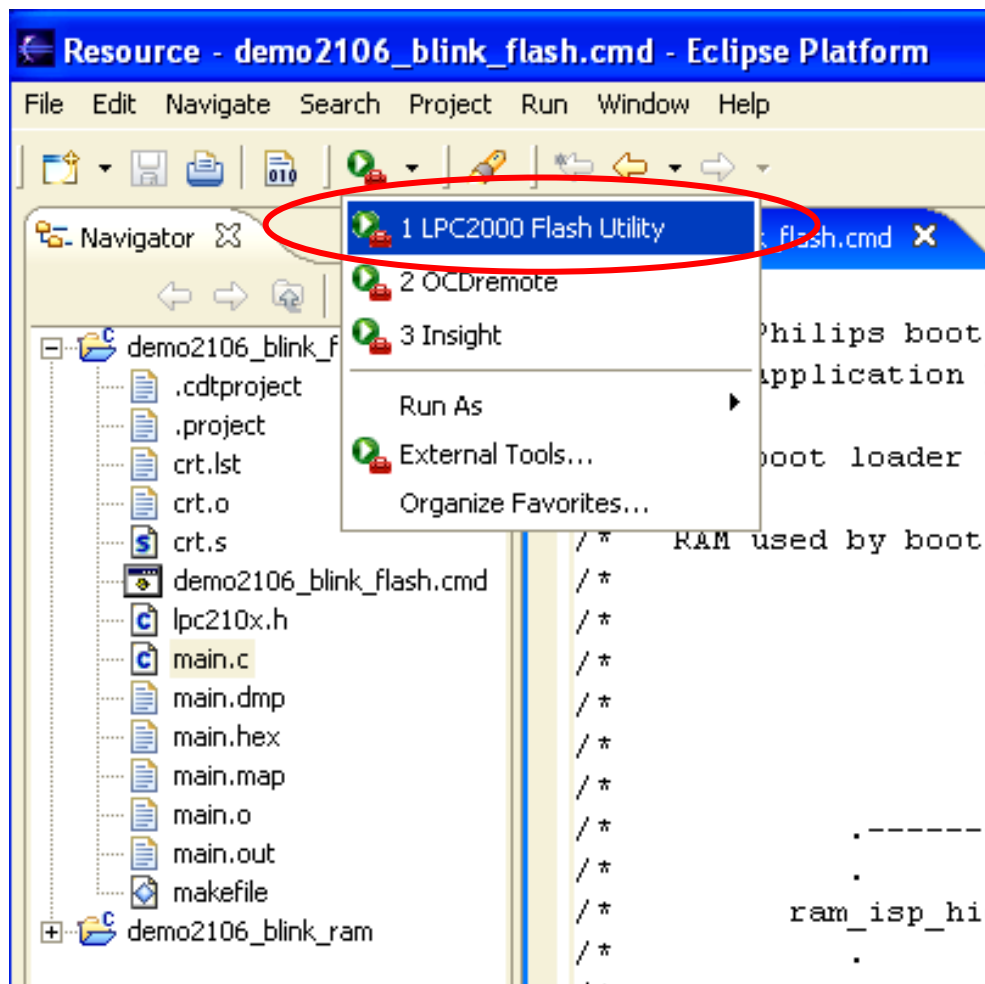 Resource - demo2106_blink_flash.cmd - Eclipse Platform
File Edit Navigate Search Project Run Window Help
010
Navigator flash.cmd
1 LPC2000 Flash Utility
2 OCDremote
3 Insight
Run As
External Tools...
Organize Favorites...
demo2106_blink_f
.cdtproject
.project
crt.lst
crt.o
crt.s
demo2106_blink_flash.cmd
lpc210x.h
main.c
main.dmp
main.hex
main.map
main.o
main.out
makefile
demo2106_blink_ram
Philips boot
application
boot loader
/* RAM used by boot
/*
/*
/*
/*
/*
/*
/* .------
/* .
/* ram_isp_hi
/* .